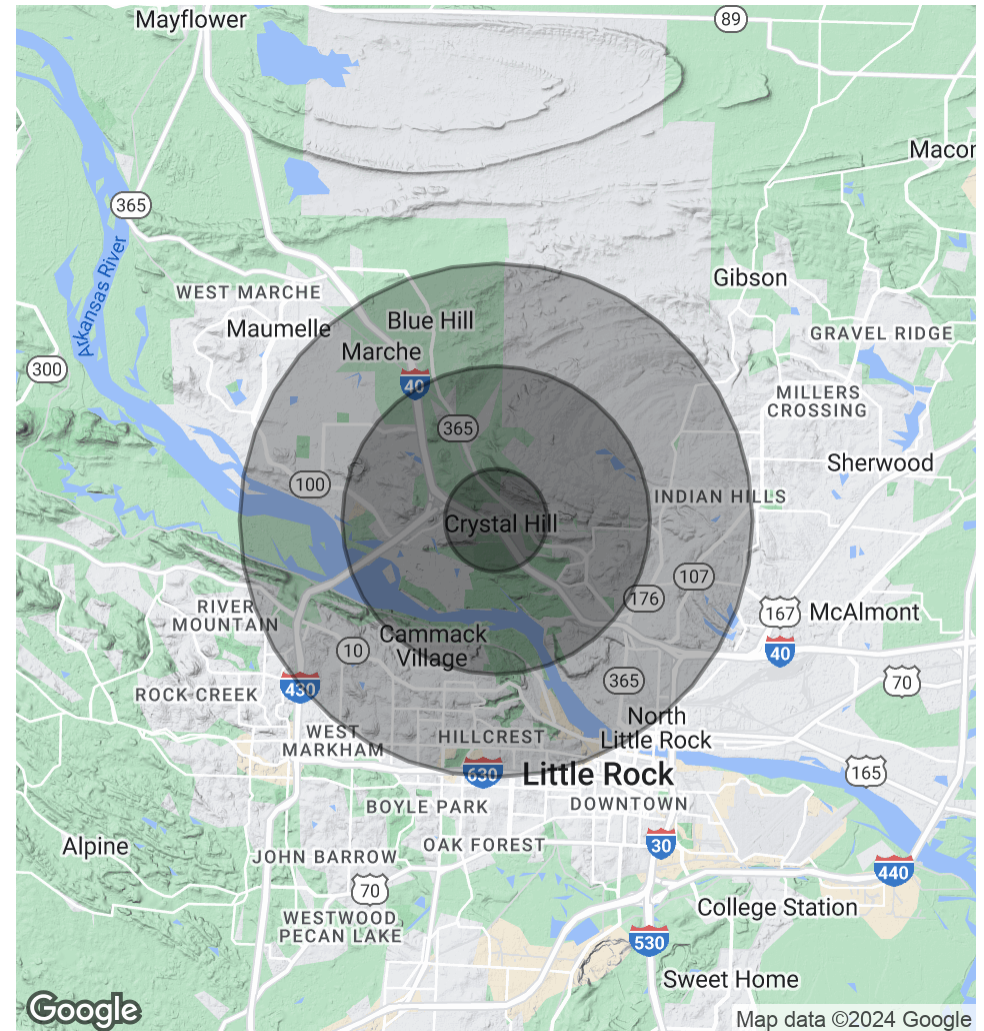 Mayflower
89
Macon
365
Arkansas River
Gibson
WEST MARCHE
Maumelle
Blue Hill
GRAVEL RIDGE
Marche
300
40
MILLERS
CROSSING
365
Sherwood
100
INDIAN HILLS
Crystal Hill
107
176
RIVER
MOUNTAIN
167
McAlmont
Cammack
Village
10
40
365
70
ROCK CREEK
430
North
Little Rock
WEST
MARKHAM
HILLCREST
630
Little Rock
165
BOYLE PARK
DOWNTOWN
Alpine
OAK FOREST
30
JOHN BARROW
440
70
College Station
WESTWOOD
PECAN LAKE
530
Sweet Home
Google
Map data ©2024 Google